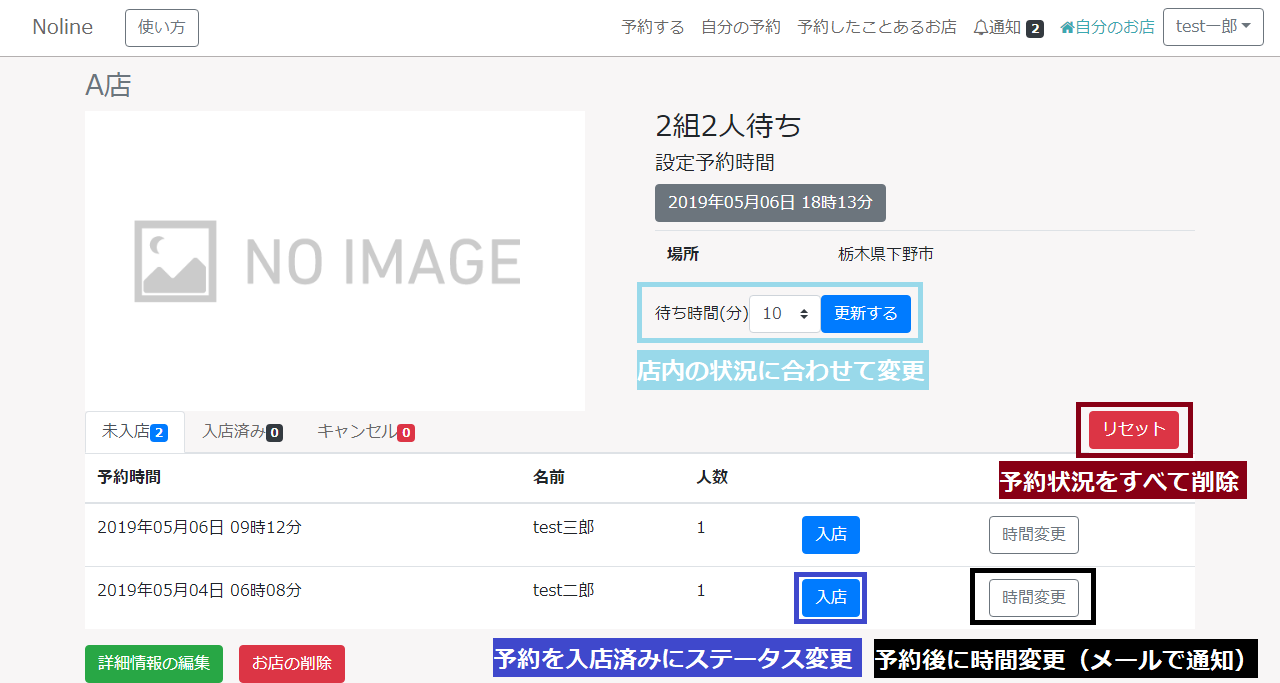 Noline 使い方 予約する 自分の予約 予約したことあるお店 通知 2 自分のお店 test一郎
A店
NO IMAGE
2組2人待ち
設定予約時間
2019年05月06日 18時13分
場所 栃木県下野市
待ち時間(分) 10 更新する
店内の状況に合わせて変更
未入店 2 入店済み 0 キャンセル 0 リセット
予約状況をすべて削除
予約時間 名前 人数
2019年05月06日 09時12分 test三郎 1 入店 時間変更
2019年05月04日 06時08分 test二郎 1 入店 時間変更
予約を入店済みにステータス変更 予約後に時間変更（メールで通知）
詳細情報の編集 お店の削除